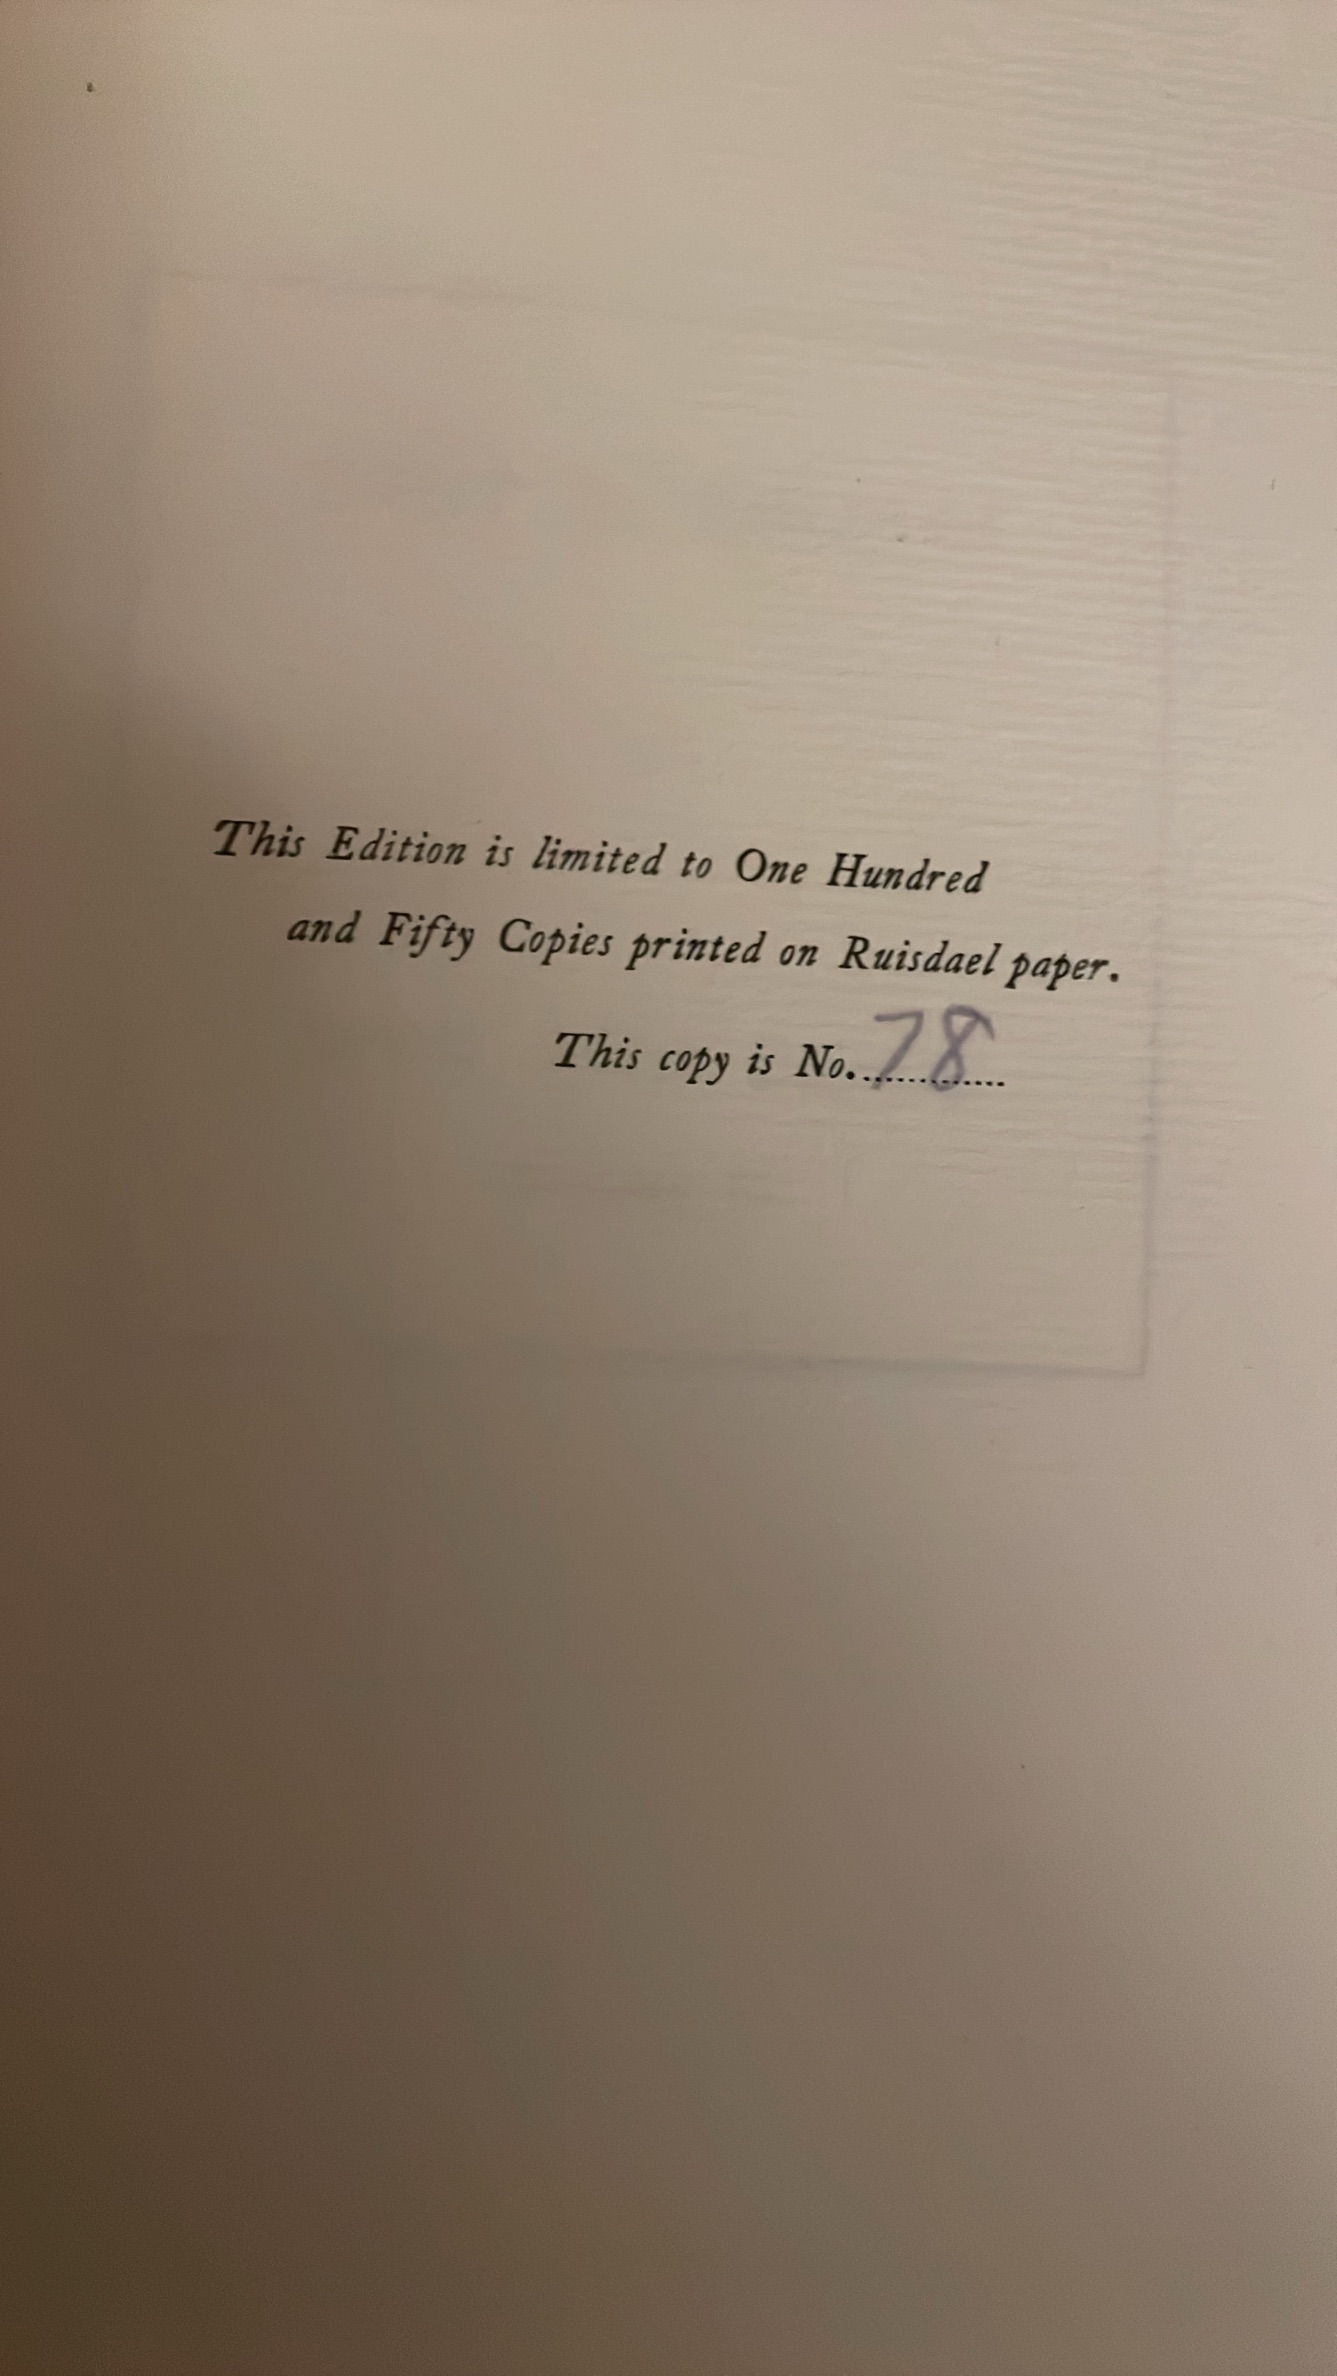 This Edition is limited to One Hundred
and Fifty Copies printed on Ruisdael paper.
This copy is No.............78